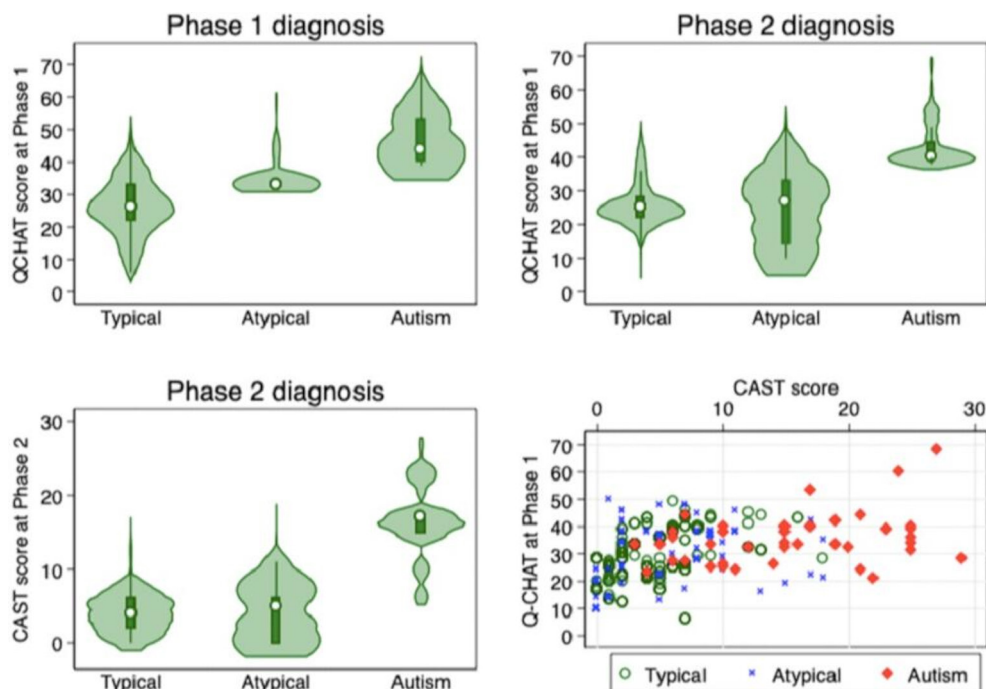 Phase 1 diagnosis
QCHAT score at Phase 1
70
60
50
40
30
20
10
0
Typical Atypical Autism
Phase 2 diagnosis
QCHAT score at Phase 1
70
60
50
40
30
20
10
0
Typical Atypical Autism
Phase 2 diagnosis
CAST score at Phase 2
30
20
10
0
Typical Atypical Autism
CAST score
0 10 20 30
Q-CHAT at Phase 1
70
60
50
40
30
20
10
0
Typical Atypical Autism